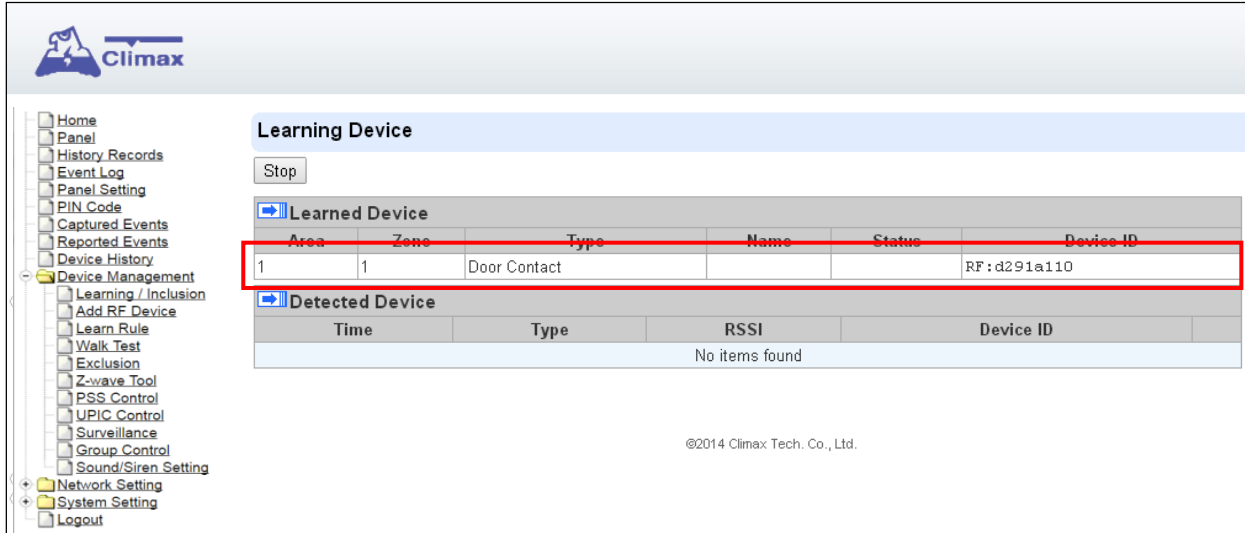 Climax
Home
Panel
History Records
Event Log
Panel Setting
PIN Code
Captured Events
Reported Events
Device History
Device Management
Learning / Inclusion
Add RF Device
Learn Rule
Walk Test
Exclusion
Z-wave Tool
PSS Control
UPIC Control
Surveillance
Group Control
Sound/Siren Setting
Network Setting
System Setting
Logout
Learning Device
Stop
Learned Device
Area Zone Type Name Status Device ID
1 1 Door Contact RF:d291a110
Detected Device
Time Type RSSI Device ID
No items found
©2014 Climax Tech. Co., Ltd.